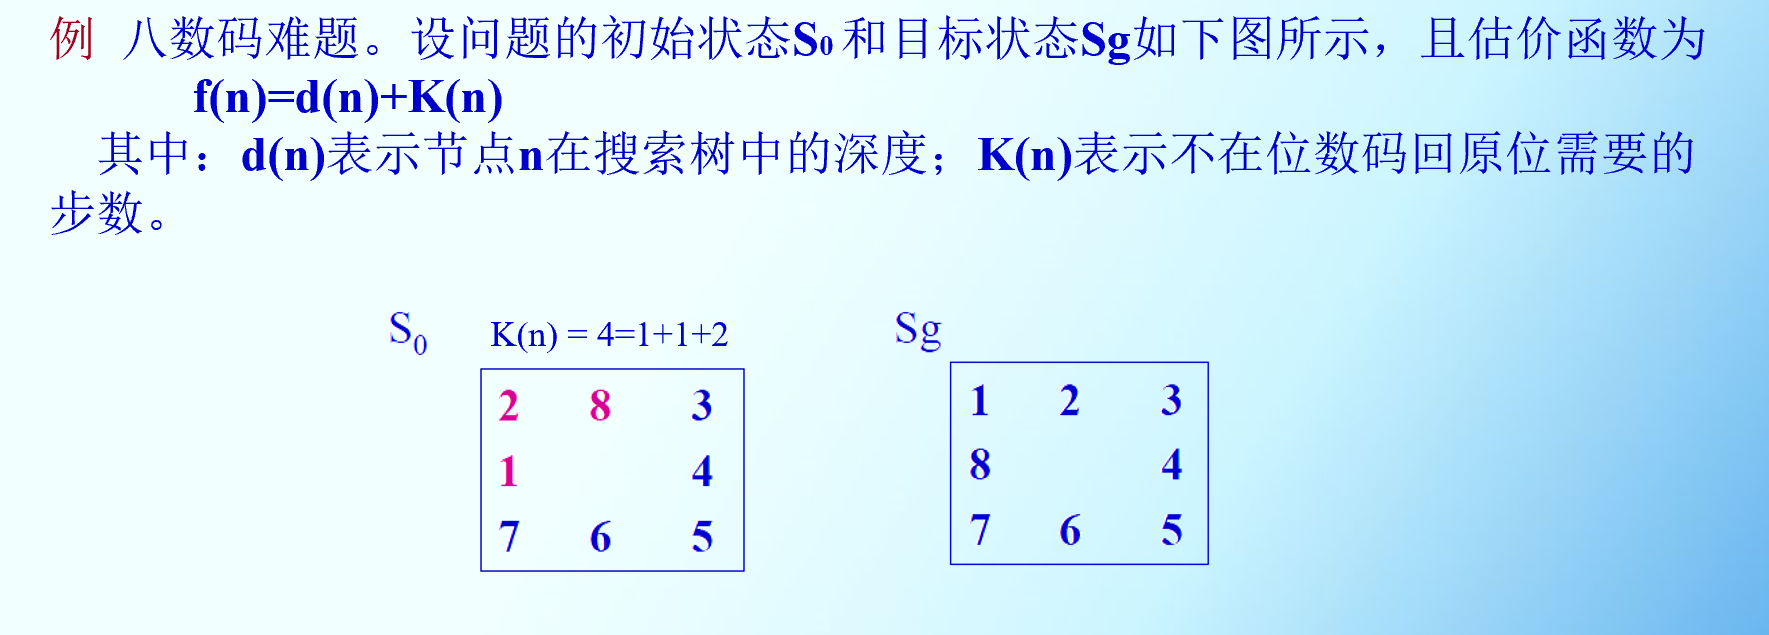 例 八数码难题。设问题的初始状态S₀和目标状态Sg如下图所示，且估价函数为
f(n)=d(n)+K(n)
其中：d(n)表示节点n在搜索树中的深度；K(n)表示不在位数码回原位需要的
步数。
S₀ K(n) = 4=1+1+2 Sg
2 8 3
1 4
7 6 5
1 2 3
8 4
7 6 5